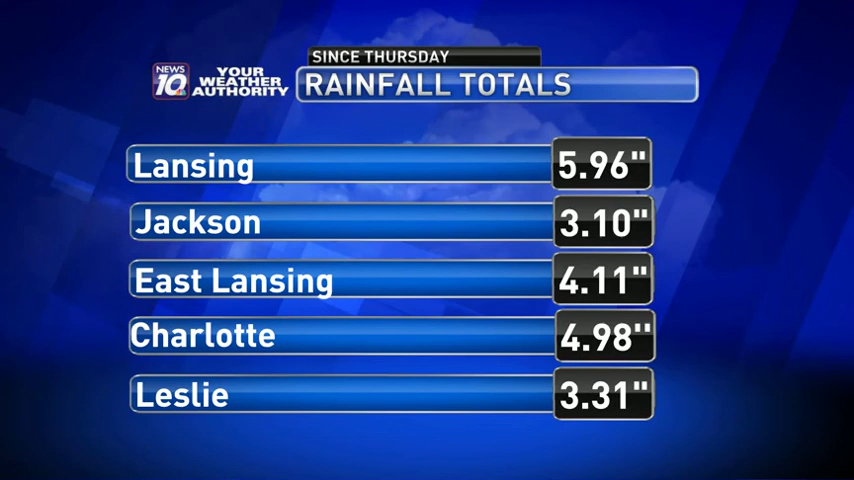 SINCE THURSDAY
NEWS
10
YOUR
WEATHER
AUTHORITY
RAINFALL TOTALS
Lansing 5.96"
Jackson 3.10"
East Lansing 4.11"
Charlotte 4.98"
Leslie 3.31"